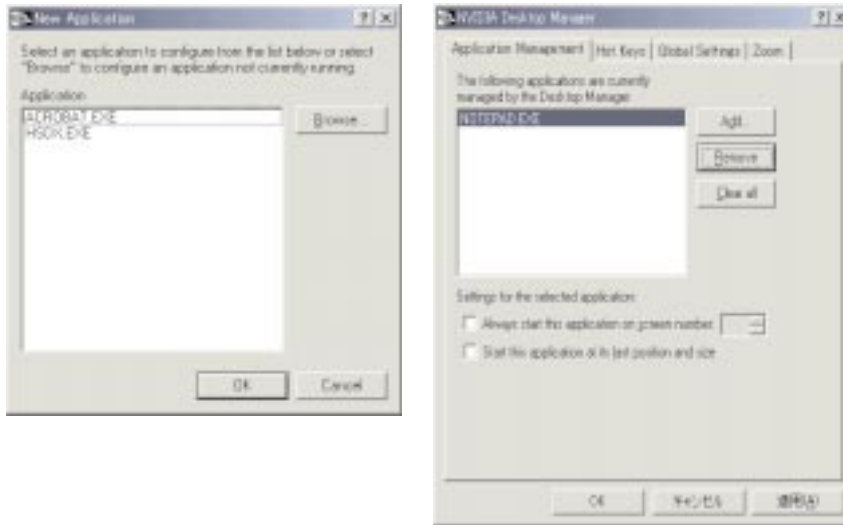 New Application
Select an application to configure from the list
below or select
"Browse" to configure an application not currently
running.
Application
ACROBAT.EXE
HSDX.EXE
Browse...
OK
Cancel
NVIDIA Desktop Manager
Application Management
Hot Keys
Global Settings
Zoom
The following applications are currently
managed by the Desktop Manager
NOTEPAD.EXE
Add...
Remove
Clear all
Settings for the selected application:
Always start this application on screen number:
Start this application at its last position and size
OK
キャンセル
適用(A)